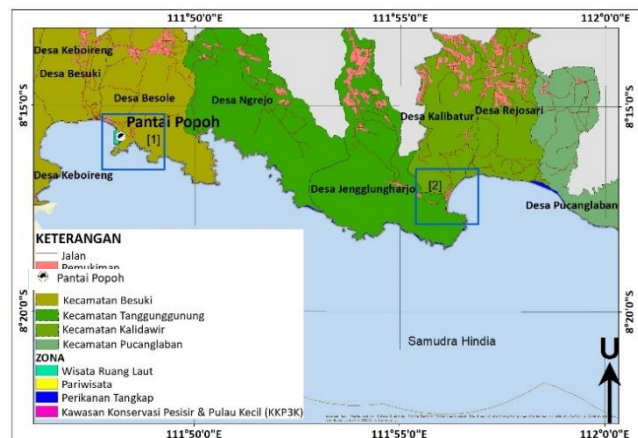 111°50'0"E 111°55'0"E 112°0'0"E
Desa Keboireng
Desa Besuki
Desa Besole
Desa Ngrejo
8°15'0"S
8°15'0"S
Pantai Popoh
[1]
Desa Kalibatur
Desa Rejosari
Desa Keboireng
Desa Jengglungharjo
[2]
Desa Pucanglaban
KETERANGAN
Jalan
Pemukiman
Pantai Popoh
Kecamatan Besuki
Kecamatan Tanggunggunung
Kecamatan Kalidawir
Kecamatan Pucanglaban
ZONA
Wisata Ruang Laut
Pariwisata
Perikanan Tangkap
Kawasan Konservasi Pesisir & Pulau Kecil (KKP3K)
8°20'0"S
8°20'0"S
Samudra Hindia
U
111°50'0"E 111°55'0"E 112°0'0"E